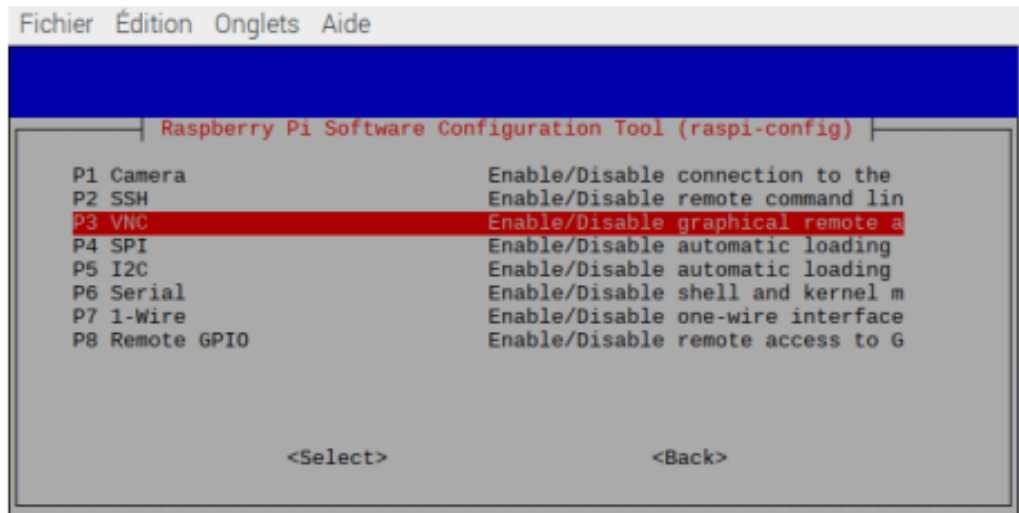 Fichier Édition Onglets Aide
Raspberry Pi Software Configuration Tool (raspi-config)
P1 Camera Enable/Disable connection to the
P2 SSH Enable/Disable remote command lin
P3 VNC Enable/Disable graphical remote a
P4 SPI Enable/Disable automatic loading
P5 I2C Enable/Disable automatic loading
P6 Serial Enable/Disable shell and kernel m
P7 1-Wire Enable/Disable one-wire interface
P8 Remote GPIO Enable/Disable remote access to G
<Select> <Back>